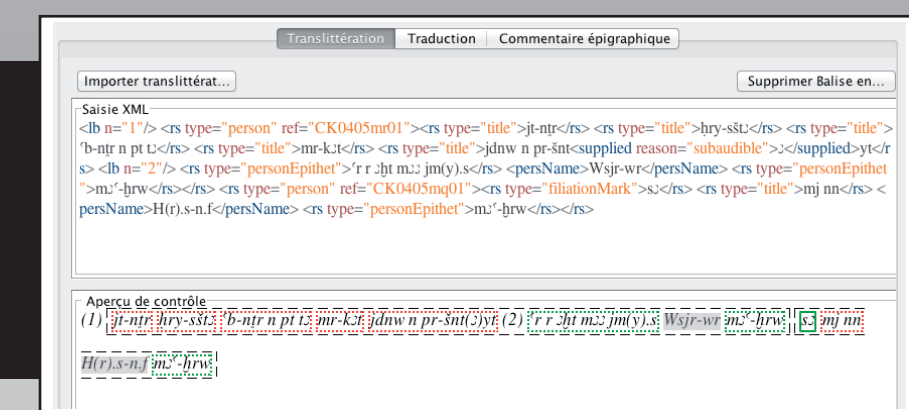 Translittération Traduction Commentaire épigraphique
Importer translittérat... Supprimer Balise en...
Saisie XML
<lb n="1"/> <rs type="person" ref="CK0405mr01"><rs type="title">jt-nṯr</rs> <rs type="title">ḥry-sštꜣ</rs> <rs type="title">
ꜥb-nṯr n pt tꜣ</rs> <rs type="title">mr-kꜣt</rs> <rs type="title">jdnw n pr-šnt<supplied reason="subaudible">ꜣ</supplied>yt</r
s> <lb n="2"/> <rs type="personEpithet">ꜥr r ꜣḫt mꜣꜣ jm(y).s</rs> <persName>Wsjr-wr</persName> <rs type="personEpithet
">mꜣꜥ-ḫrw</rs></rs> <rs type="person" ref="CK0405mq01"><rs type="filiationMark">sꜣ</rs> <rs type="title">mj nn</rs> <
persName>H(r).s-n.f</persName> <rs type="personEpithet">mꜣꜥ-ḫrw</rs></rs>
Aperçu de contrôle
(1) jt-nṯr ḥry-sštꜣ ꜥb-nṯr n pt tꜣ mr-kꜣt jdnw n pr-šnt(ꜣ)yt (2) ꜥr r ꜣḫt mꜣꜣ jm(y).s Wsjr-wr mꜣꜥ-ḫrw sꜣ mj nn
H(r).s-n.f mꜣꜥ-ḫrw